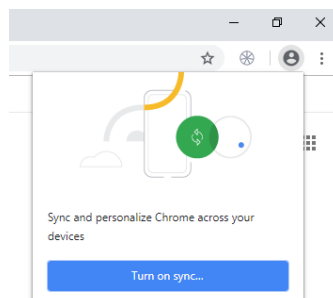 Sync and personalize Chrome across your
devices
Turn on sync...